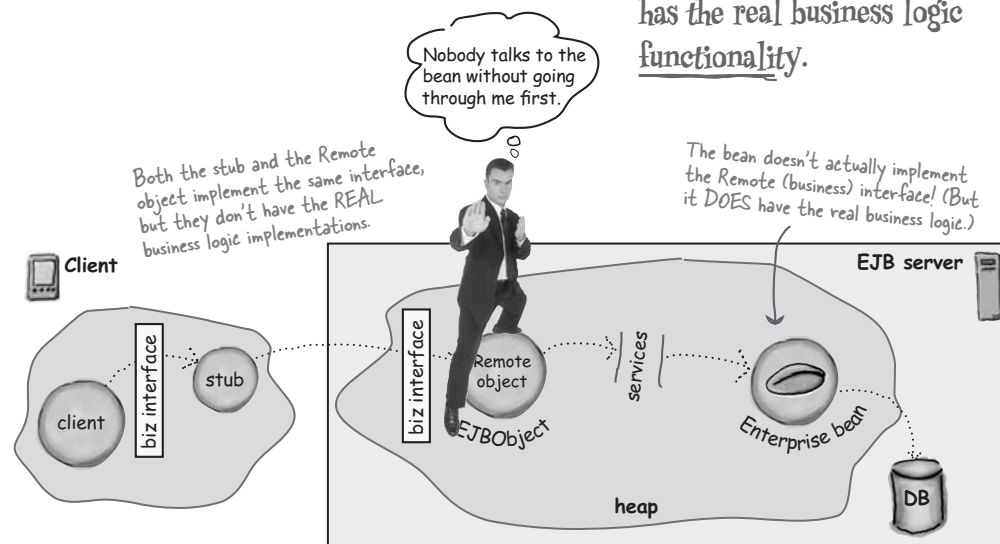 has the real business logic
functionality.
Nobody talks to the
bean without going
through me first.
Both the stub and the Remote
object implement the same interface,
but they don't have the REAL
business logic implementations.
The bean doesn't actually implement
the Remote (business) interface! (But
it DOES have the real business logic.)
Client
EJB server
client
biz interface
stub
biz interface
Remote
object
EJBObject
services
Enterprise bean
DB
heap